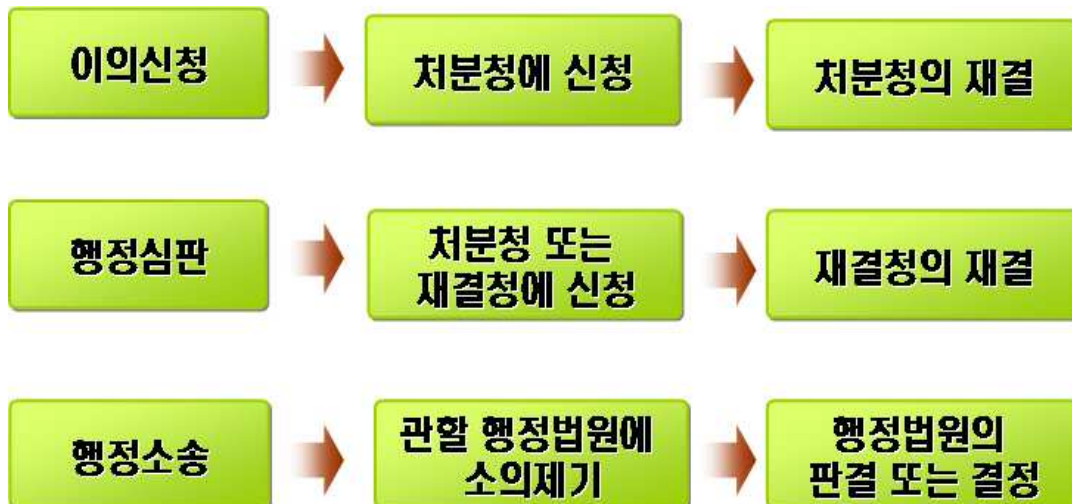 이의신청
처분청에 신청
처분청의 재결
행정심판
처분청 또는
재결청에 신청
재결청의 재결
행정소송
관할 행정법원에
소의제기
행정법원의
판결 또는 결정